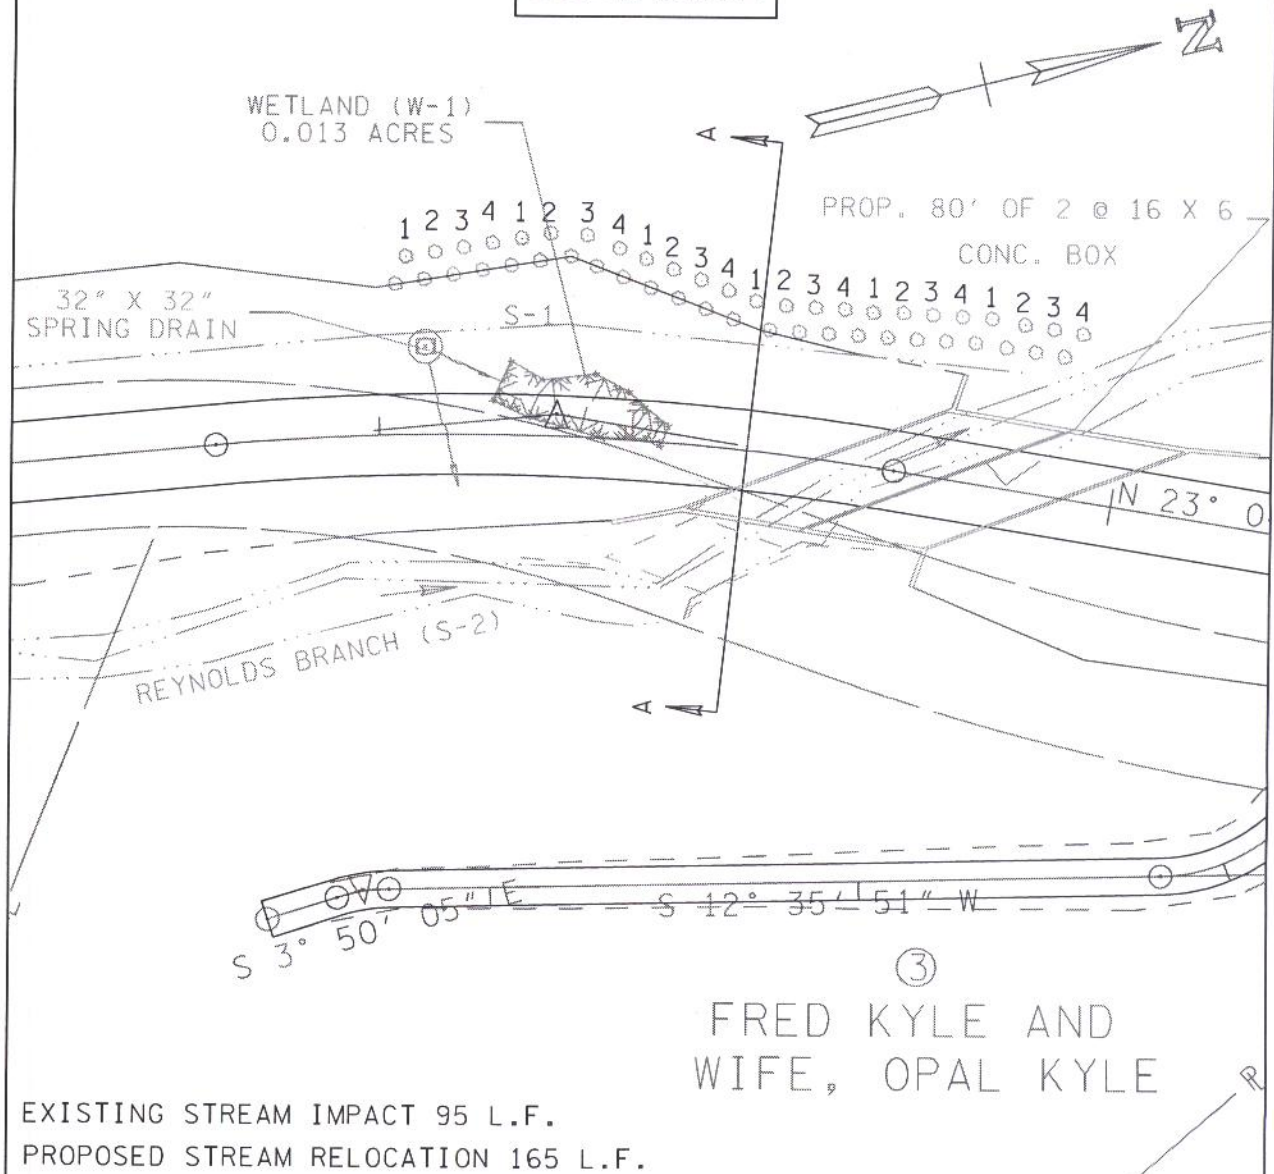 N
WETLAND (W-1)
0.013 ACRES
A
PROP. 80' OF 2 @ 16 X 6
CONC. BOX
1 2 3 4 1 2 3 4 1 2 3 4 1 2 3 4 1 2 3 4 1 2 3 4
32" X 32"
SPRING DRAIN
S-1
N 23° 0
REYNOLDS BRANCH (S-2)
A
S 3° 50' 05" E
S 12° 35' 51" W
3
FRED KYLE AND
WIFE, OPAL KYLE
R
EXISTING STREAM IMPACT 95 L.F.
PROPOSED STREAM RELOCATION 165 L.F.